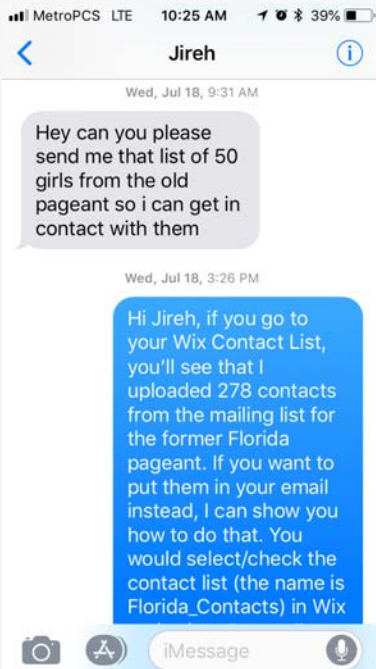 MetroPCS LTE 10:25 AM 39%
Jireh
Wed, Jul 18, 9:31 AM
Hey can you please
send me that list of 50
girls from the old
pageant so i can get in
contact with them
Wed, Jul 18, 3:26 PM
Hi Jireh, if you go to
your Wix Contact List,
you'll see that I
uploaded 278 contacts
from the mailing list for
the former Florida
pageant. If you want to
put them in your email
instead, I can show you
how to do that. You
would select/check the
contact list (the name is
Florida_Contacts) in Wix
iMessage